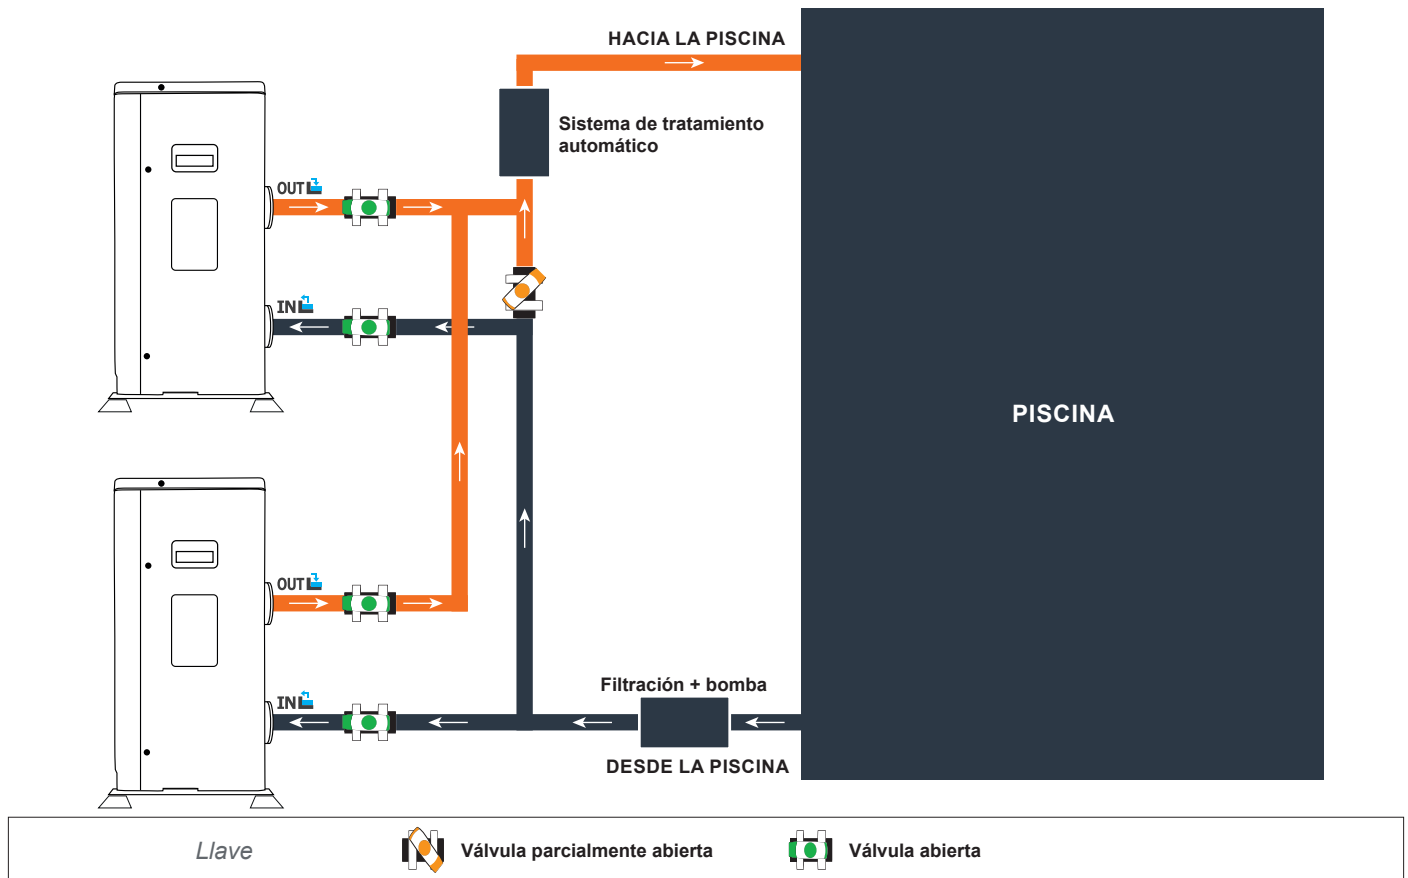 HACIA LA PISCINA
Sistema de tratamiento
automático
OUT
IN
PISCINA
OUT
IN
Filtración + bomba
DESDE LA PISCINA
Llave
Válvula parcialmente abierta
Válvula abierta